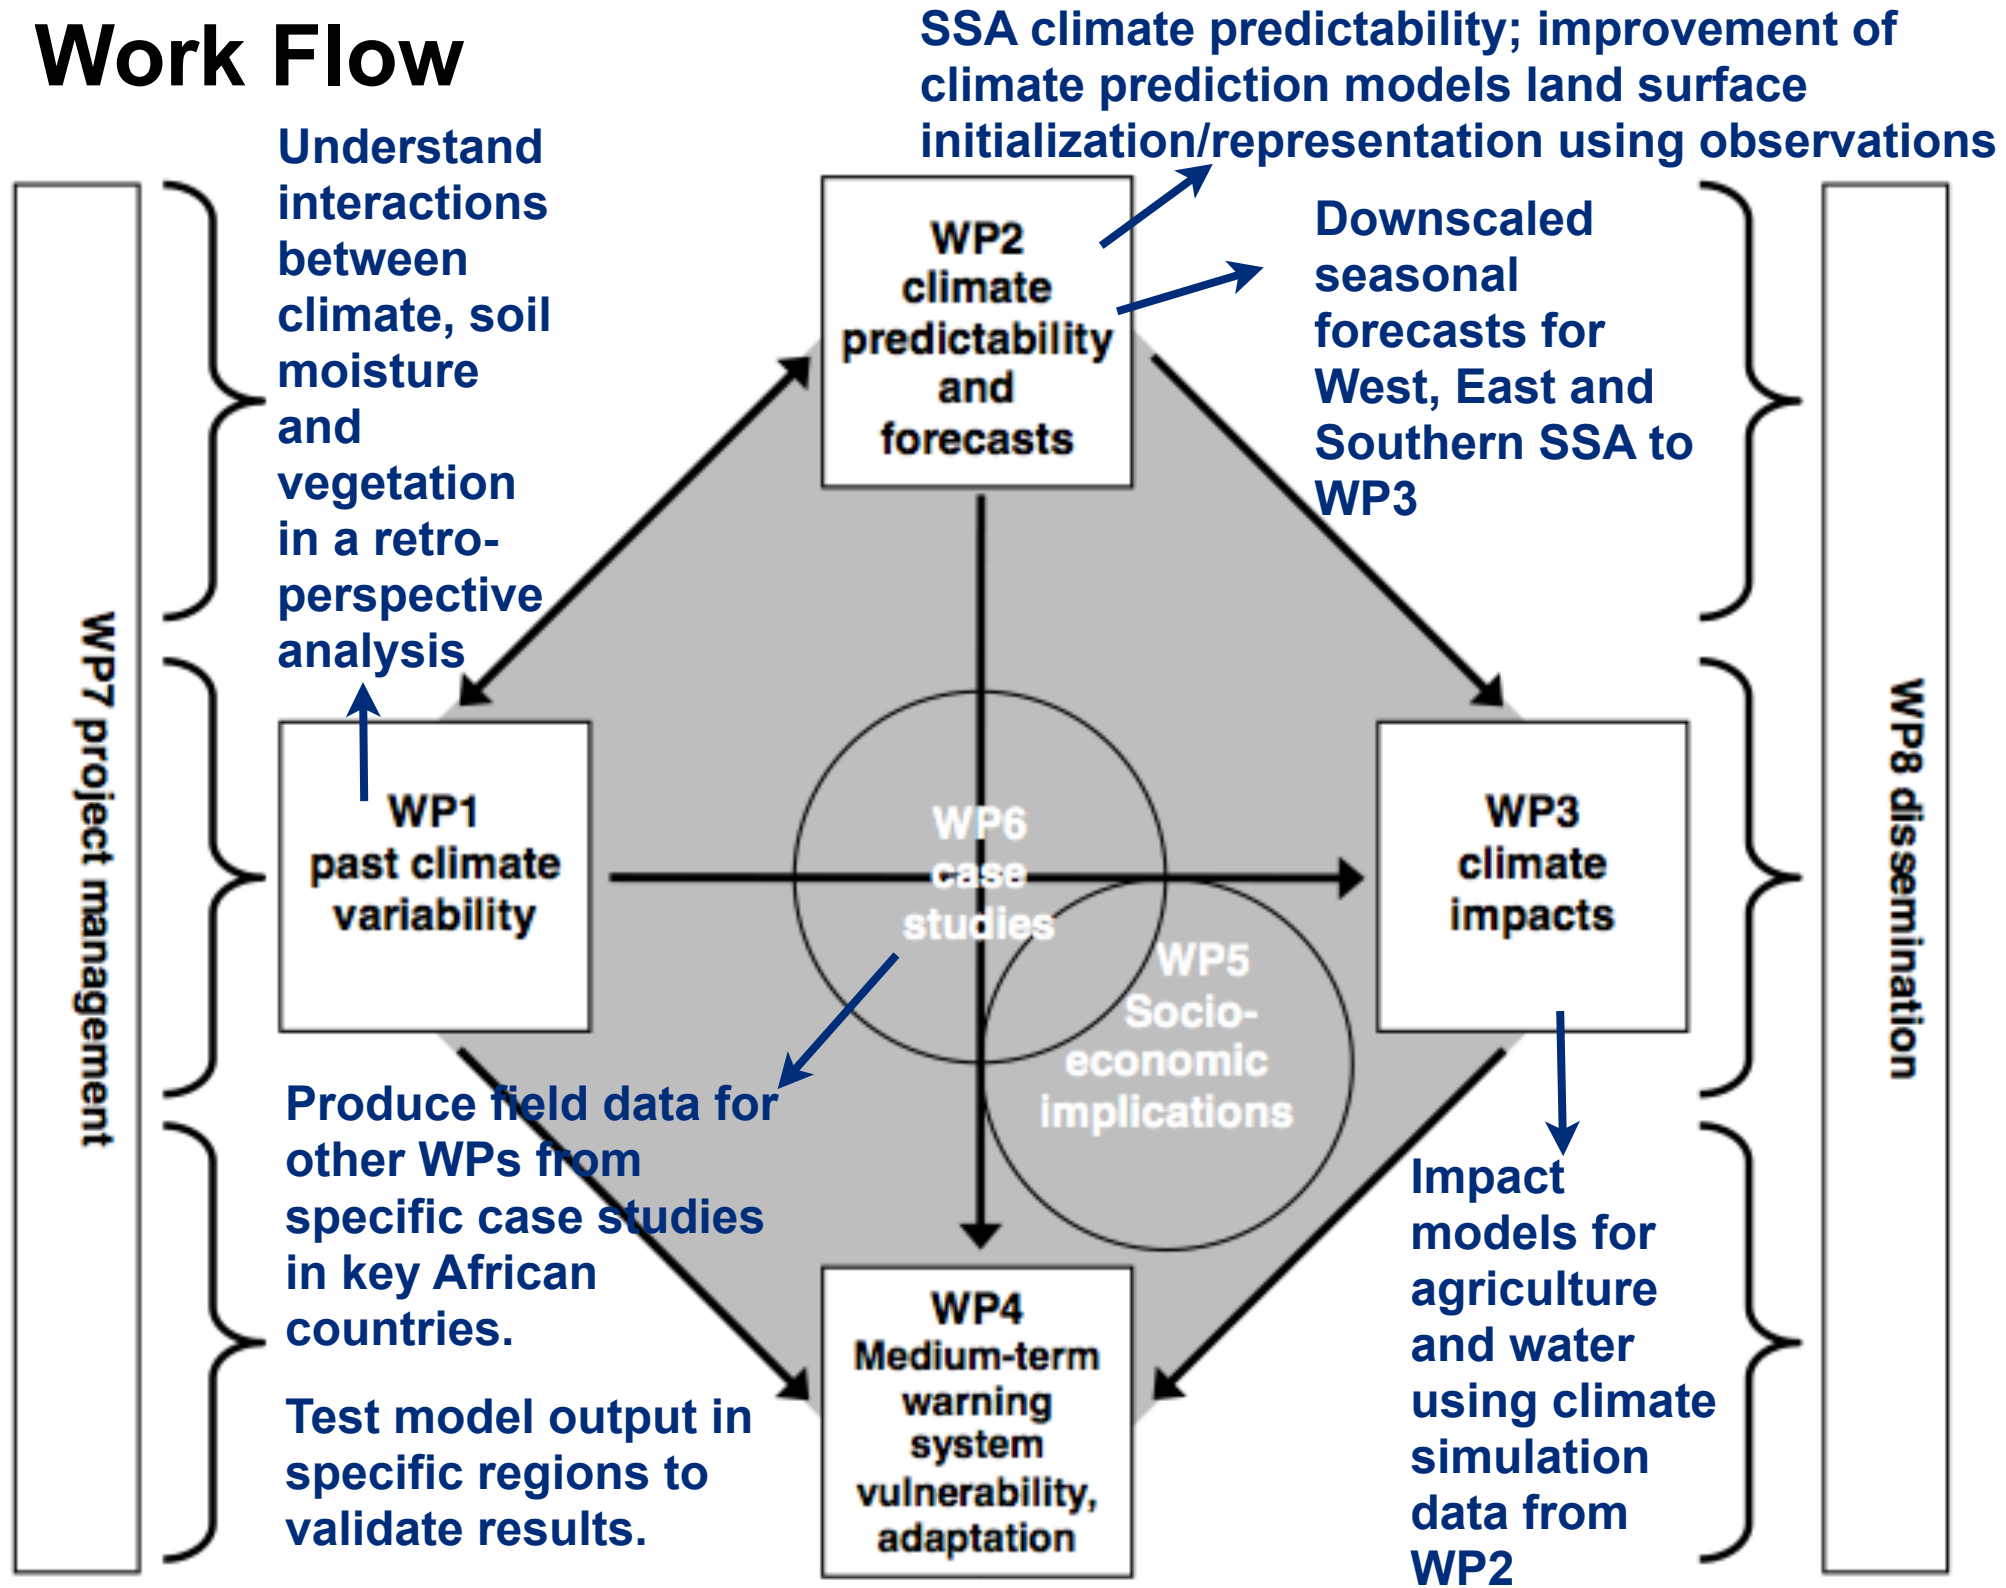 Work Flow
SSA climate predictability; improvement of
climate prediction models land surface
initialization/representation using observations
Understand
interactions
between
climate, soil
moisture
and
vegetation
in a retro-
perspective
analysis
WP2
climate
predictability
and
forecasts
Downscaled
seasonal
forecasts for
West, East and
Southern SSA to
WP3
WP7 project management
WP1
past climate
variability
WP6
case
studies
WP5
Socio-
economic
implications
WP3
climate
impacts
WP8 dissemination
Produce field data for
other WPs from
specific case studies
in key African
countries.
Test model output in
specific regions to
validate results.
WP4
Medium-term
warning
system
vulnerability,
adaptation
Impact
models for
agriculture
and water
using climate
simulation
data from
WP2